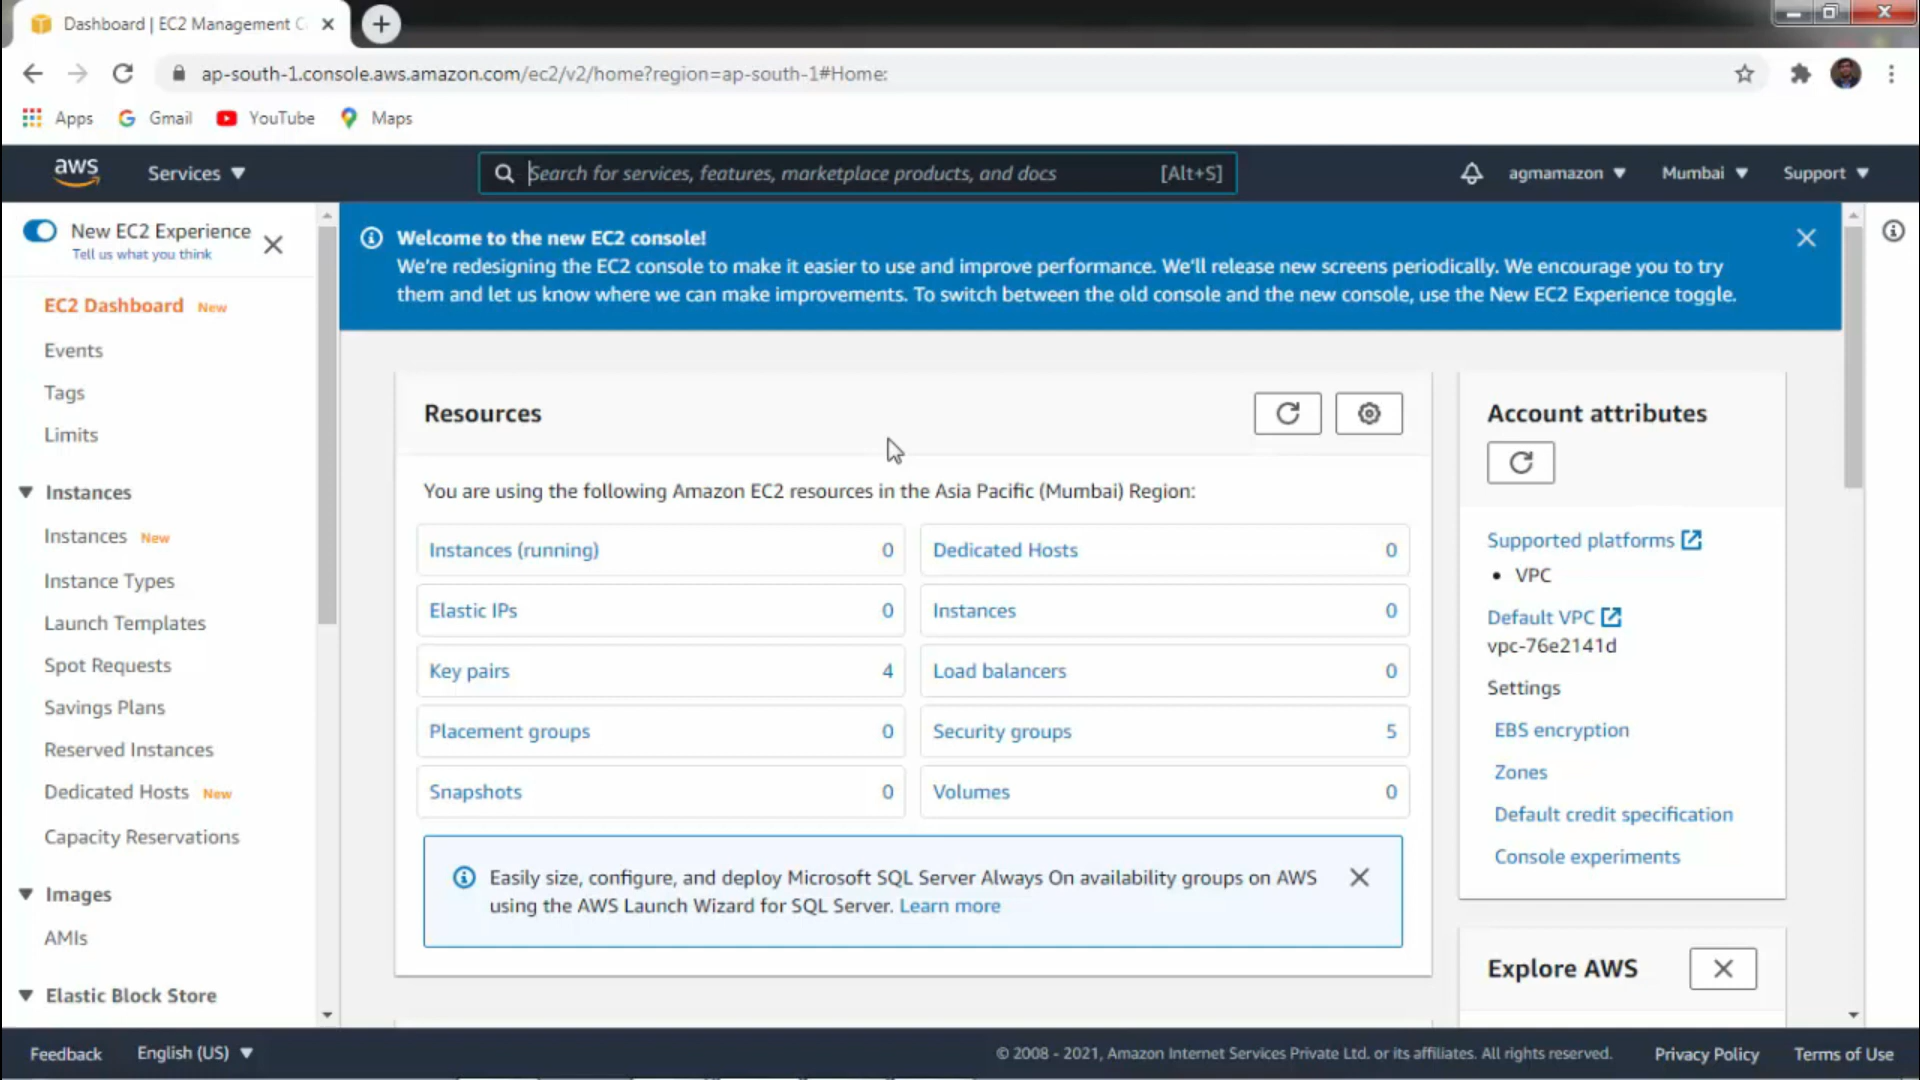 Dashboard | EC2 Management C
ap-south-1.console.aws.amazon.com/ec2/v2/home?region=ap-south-1#Home:
Apps
Gmail
YouTube
Maps
aws
Services
Search for services, features, marketplace products, and docs
[Alt+S]
agmamazon
Mumbai
Support
New EC2 Experience
Tell us what you think
EC2 Dashboard New
Events
Tags
Limits
Instances
Instances New
Instance Types
Launch Templates
Spot Requests
Savings Plans
Reserved Instances
Dedicated Hosts New
Capacity Reservations
Images
AMIs
Elastic Block Store
Welcome to the new EC2 console!
We're redesigning the EC2 console to make it easier to use and improve performance. We'll release new screens periodically. We encourage you to try
them and let us know where we can make improvements. To switch between the old console and the new console, use the New EC2 Experience toggle.
Resources
You are using the following Amazon EC2 resources in the Asia Pacific (Mumbai) Region:
Instances (running) 0
Dedicated Hosts 0
Elastic IPs 0
Instances 0
Key pairs 4
Load balancers 0
Placement groups 0
Security groups 5
Snapshots 0
Volumes 0
Easily size, configure, and deploy Microsoft SQL Server Always On availability groups on AWS
using the AWS Launch Wizard for SQL Server. Learn more
Account attributes
Supported platforms
VPC
Default VPC
vpc-76e2141d
Settings
EBS encryption
Zones
Default credit specification
Console experiments
Explore AWS
Feedback
English (US)
© 2008 - 2021, Amazon Internet Services Private Ltd. or its affiliates. All rights reserved.
Privacy Policy
Terms of Use